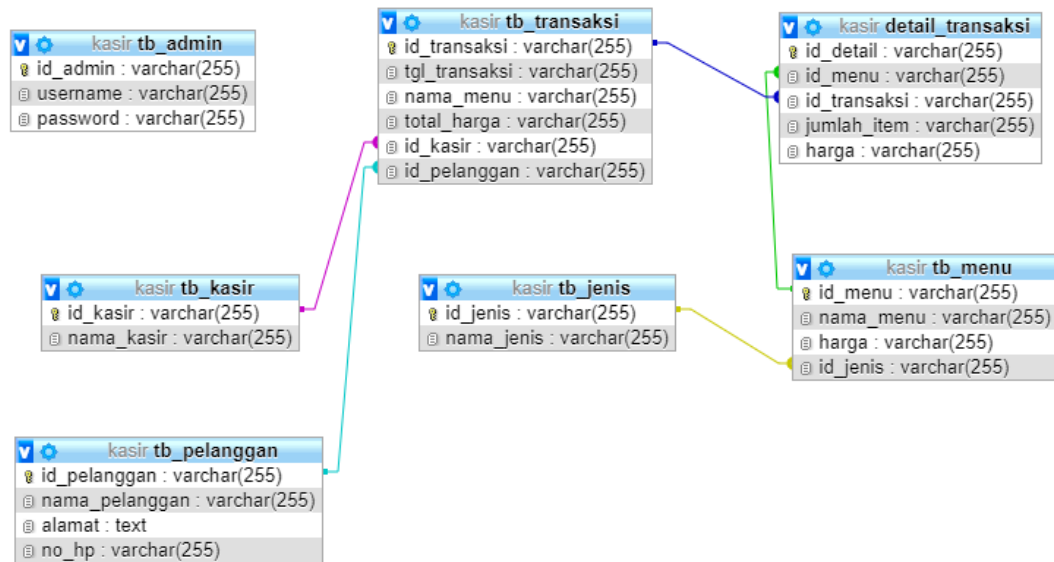 kasir tb_admin
id_admin : varchar(255)
username : varchar(255)
password : varchar(255)
kasir tb_transaksi
id_transaksi : varchar(255)
tgl_transaksi : varchar(255)
nama_menu : varchar(255)
total_harga : varchar(255)
id_kasir : varchar(255)
id_pelanggan : varchar(255)
kasir detail_transaksi
id_detail : varchar(255)
id_menu : varchar(255)
id_transaksi : varchar(255)
jumlah_item : varchar(255)
harga : varchar(255)
kasir tb_kasir
id_kasir : varchar(255)
nama_kasir : varchar(255)
kasir tb_jenis
id_jenis : varchar(255)
nama_jenis : varchar(255)
kasir tb_menu
id_menu : varchar(255)
nama_menu : varchar(255)
harga : varchar(255)
id_jenis : varchar(255)
kasir tb_pelanggan
id_pelanggan : varchar(255)
nama_pelanggan : varchar(255)
alamat : text
no_hp : varchar(255)